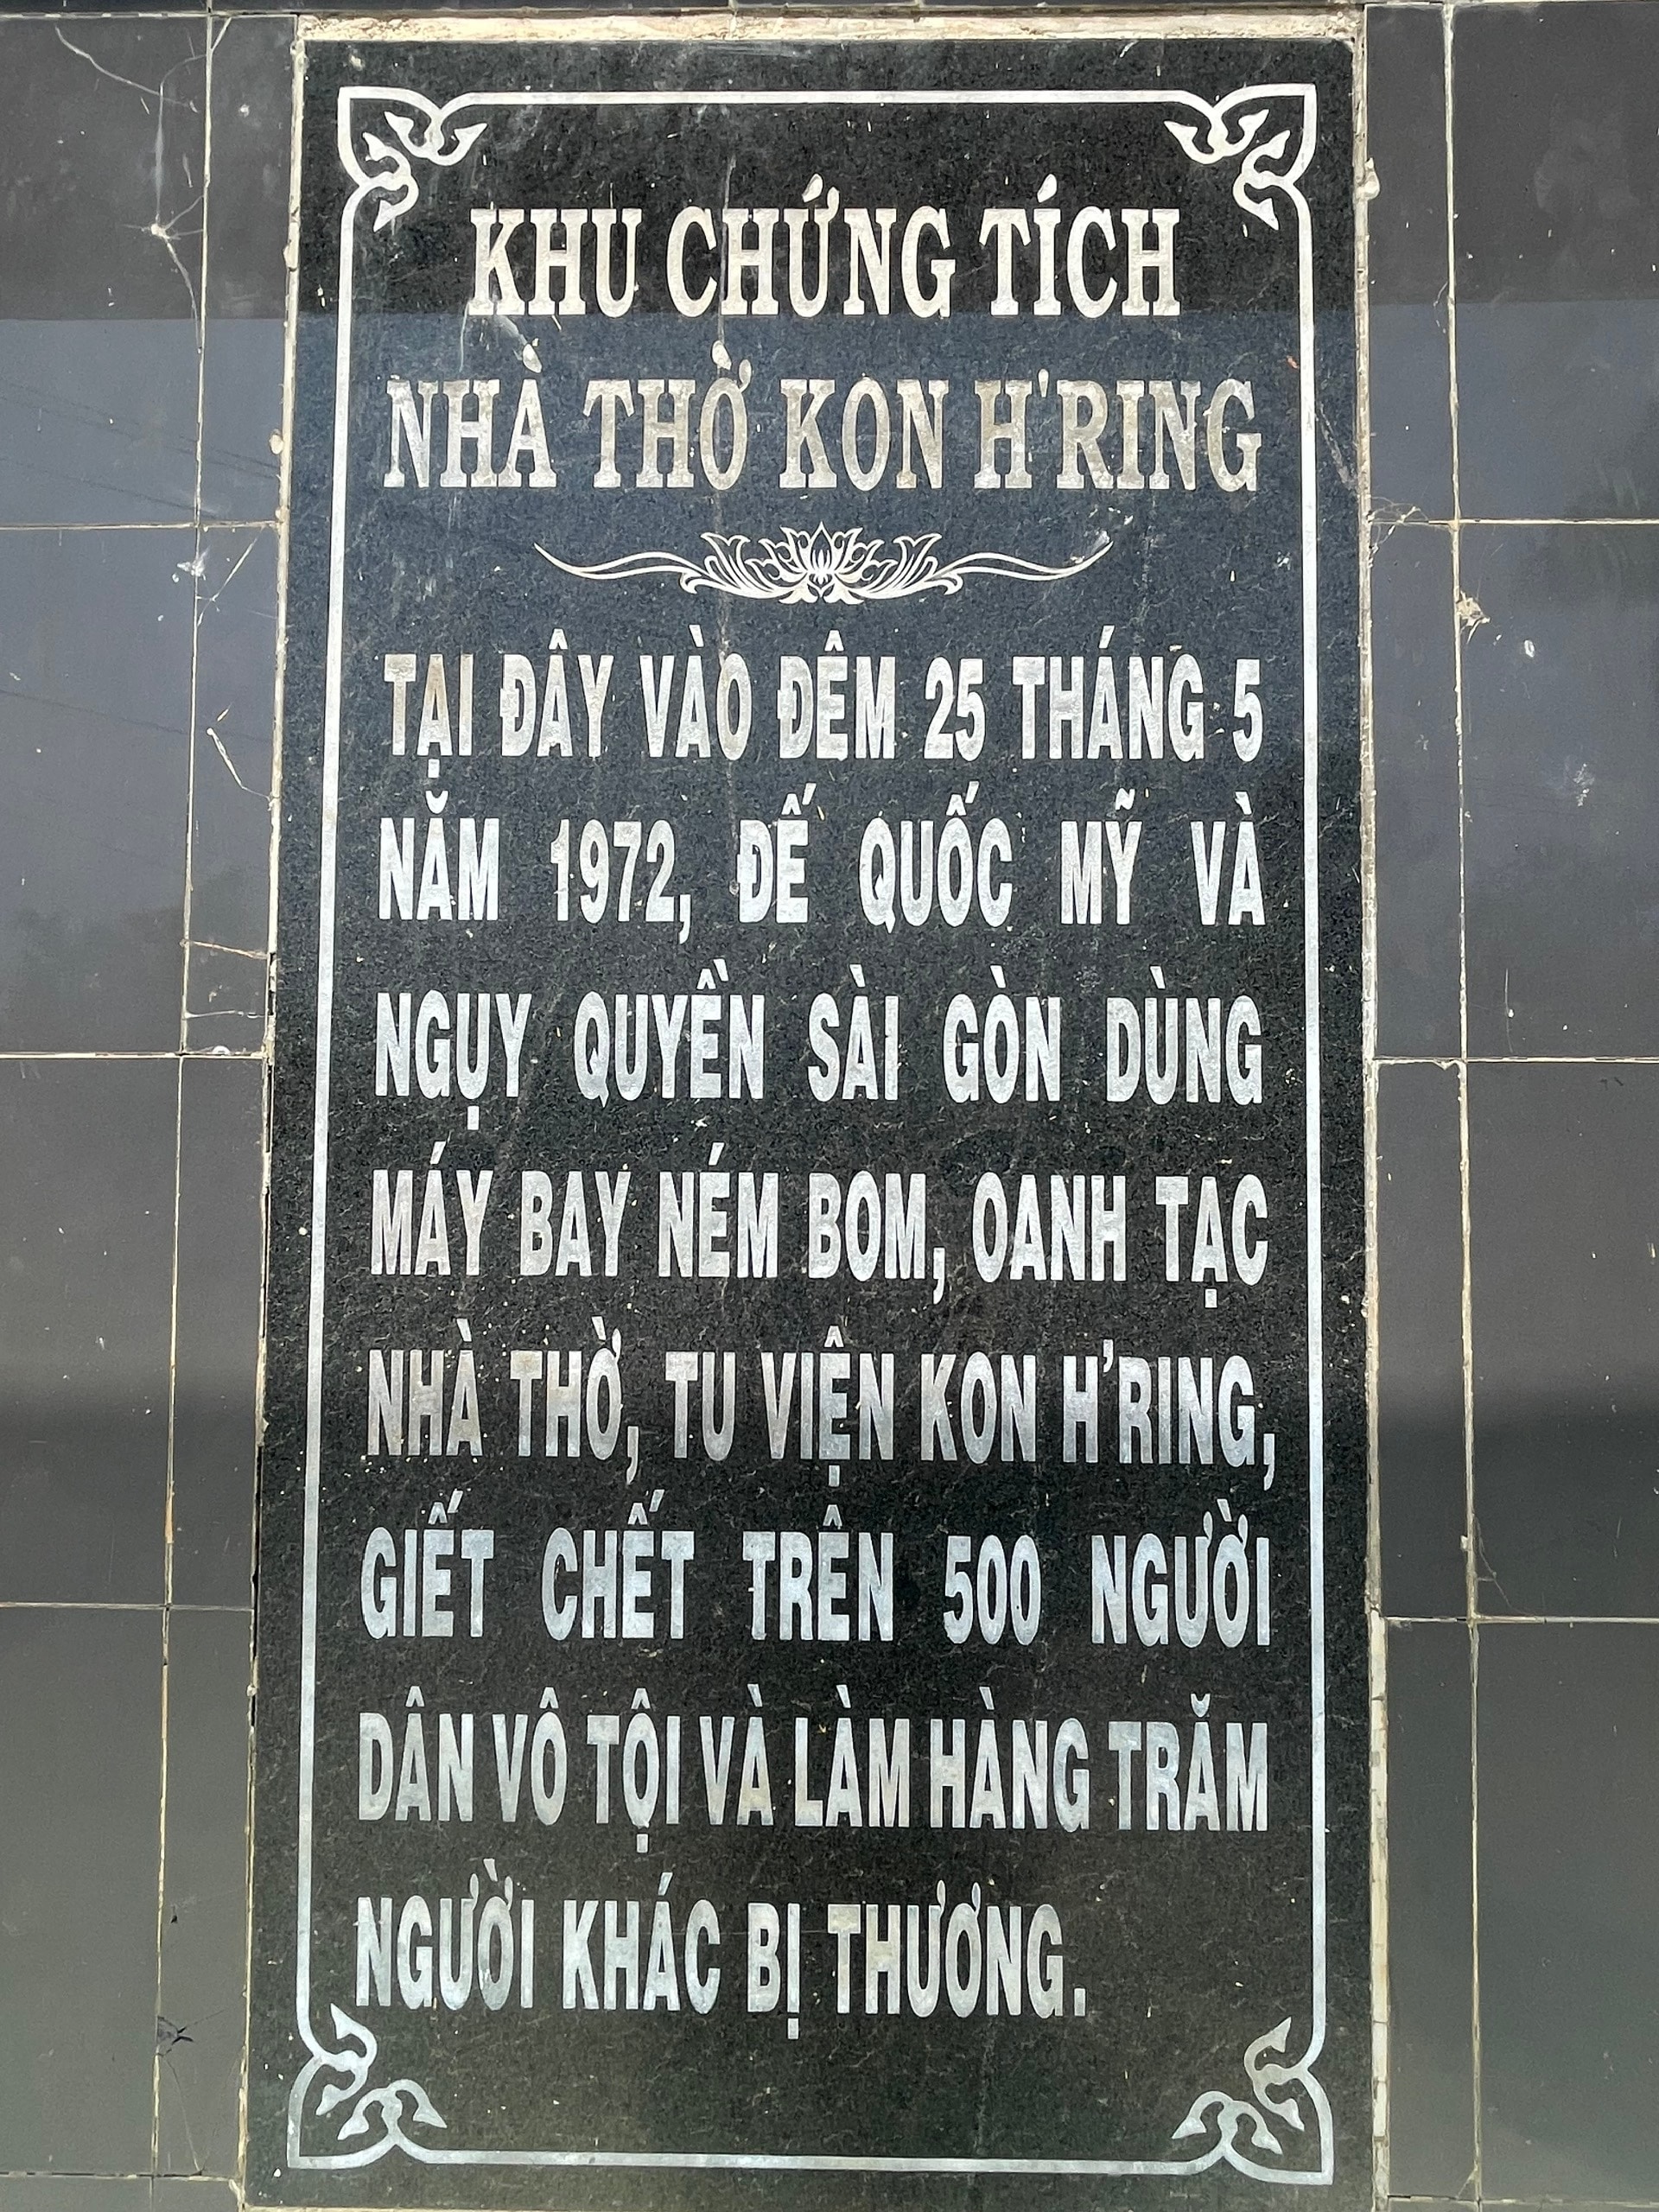 KHU CHỨNG TÍCH
NHÀ THỜ KON H'RING
TẠI ĐÂY VÀO ĐÊM 25 THÁNG 5
NĂM 1972, ĐẾ QUỐC MỸ VÀ
NGỤY QUYỀN SÀI GÒN DÙNG
MÁY BAY NÉM BOM, OANH TẠC
NHÀ THỜ, TU VIỆN KON H'RING,
GIẾT CHẾT TRÊN 500 NGƯỜI
DÂN VÔ TỘI VÀ LÀM HÀNG TRĂM
NGƯỜI KHÁC BỊ THƯƠNG.